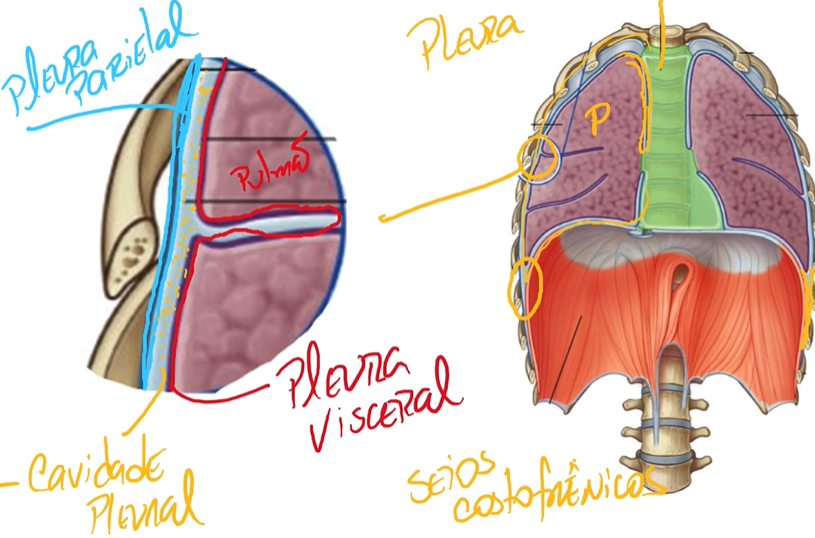 Pleura
Parietal
Pulmão
Pleura
Visceral
- Cavidade
Pleural
Pleura
P
Seios
costofrênicos